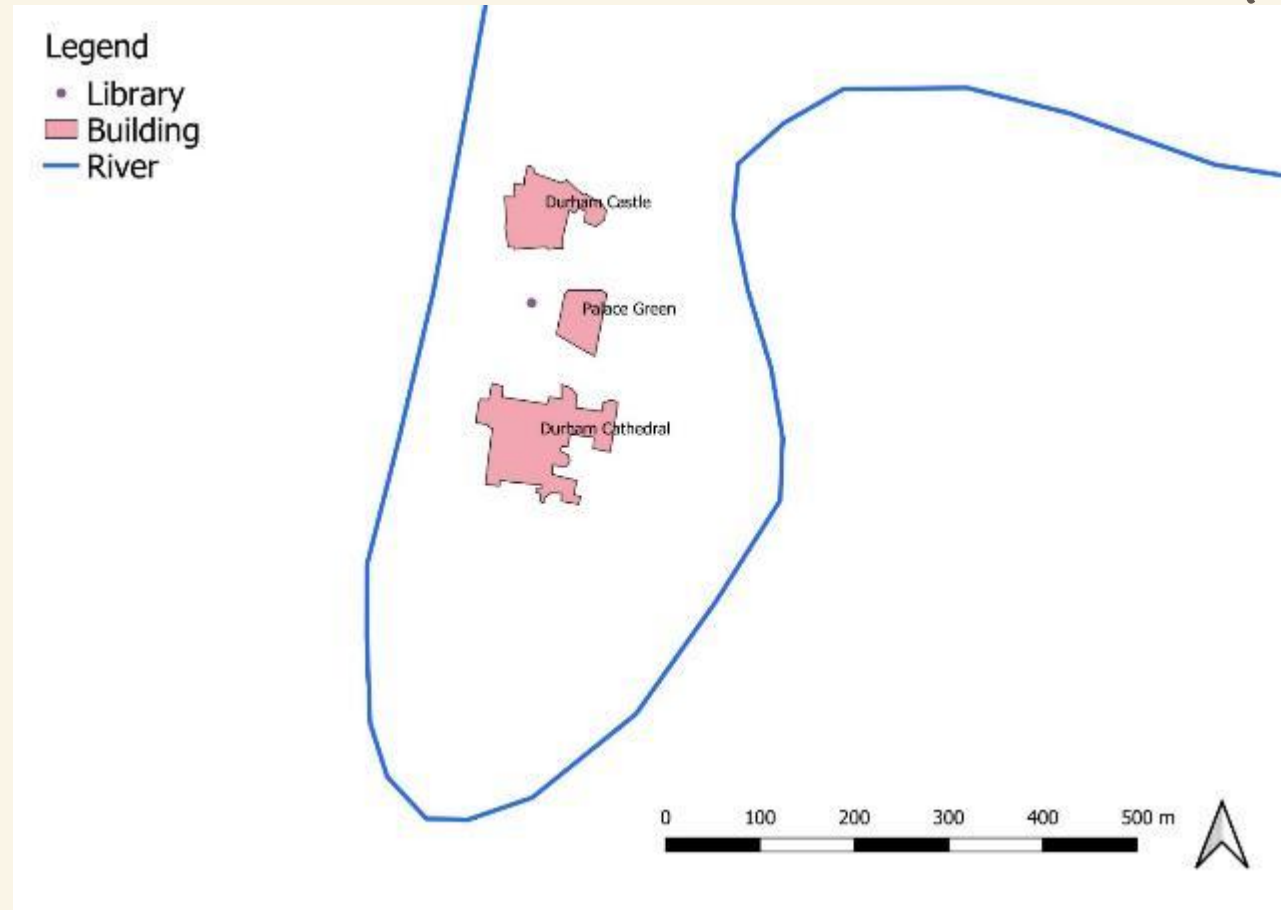 Legend
Library
Building
River
Durham Castle
Palace Green
Durham Cathedral
0 100 200 300 400 500 m